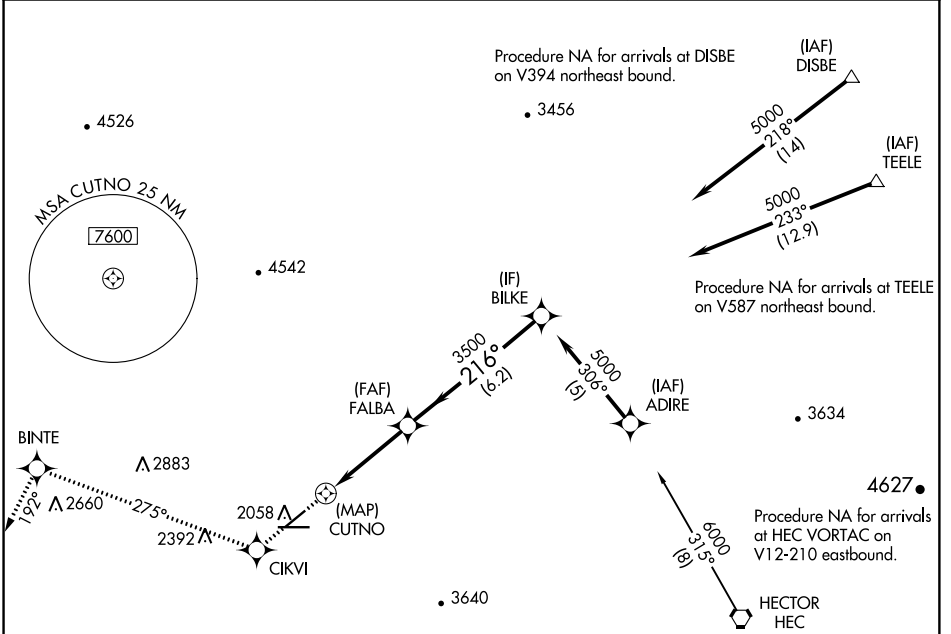 Procedure NA for arrivals at DISBE
on V394 northeast bound.
(IAF)
DISBE
4526
3456
5000
218°
(14)
(IAF)
TEELE
MSA CUTNO 25 NM
7600
5000
233°
(12.9)
4542
Procedure NA for arrivals at TEELE
on V587 northeast bound.
(IF)
BILKE
3500
216°
(6.2)
5000
306°
(5)
(FAF)
FALBA
(IAF)
ADIRE
3634
BINTE
2883
192°
2660
275°
2392
2058
(MAP)
CUTNO
CIKVI
4627
Procedure NA for arrivals
at HEC VORTAC on
V12-210 eastbound.
6000
315°
(8)
3640
HECTOR
HEC